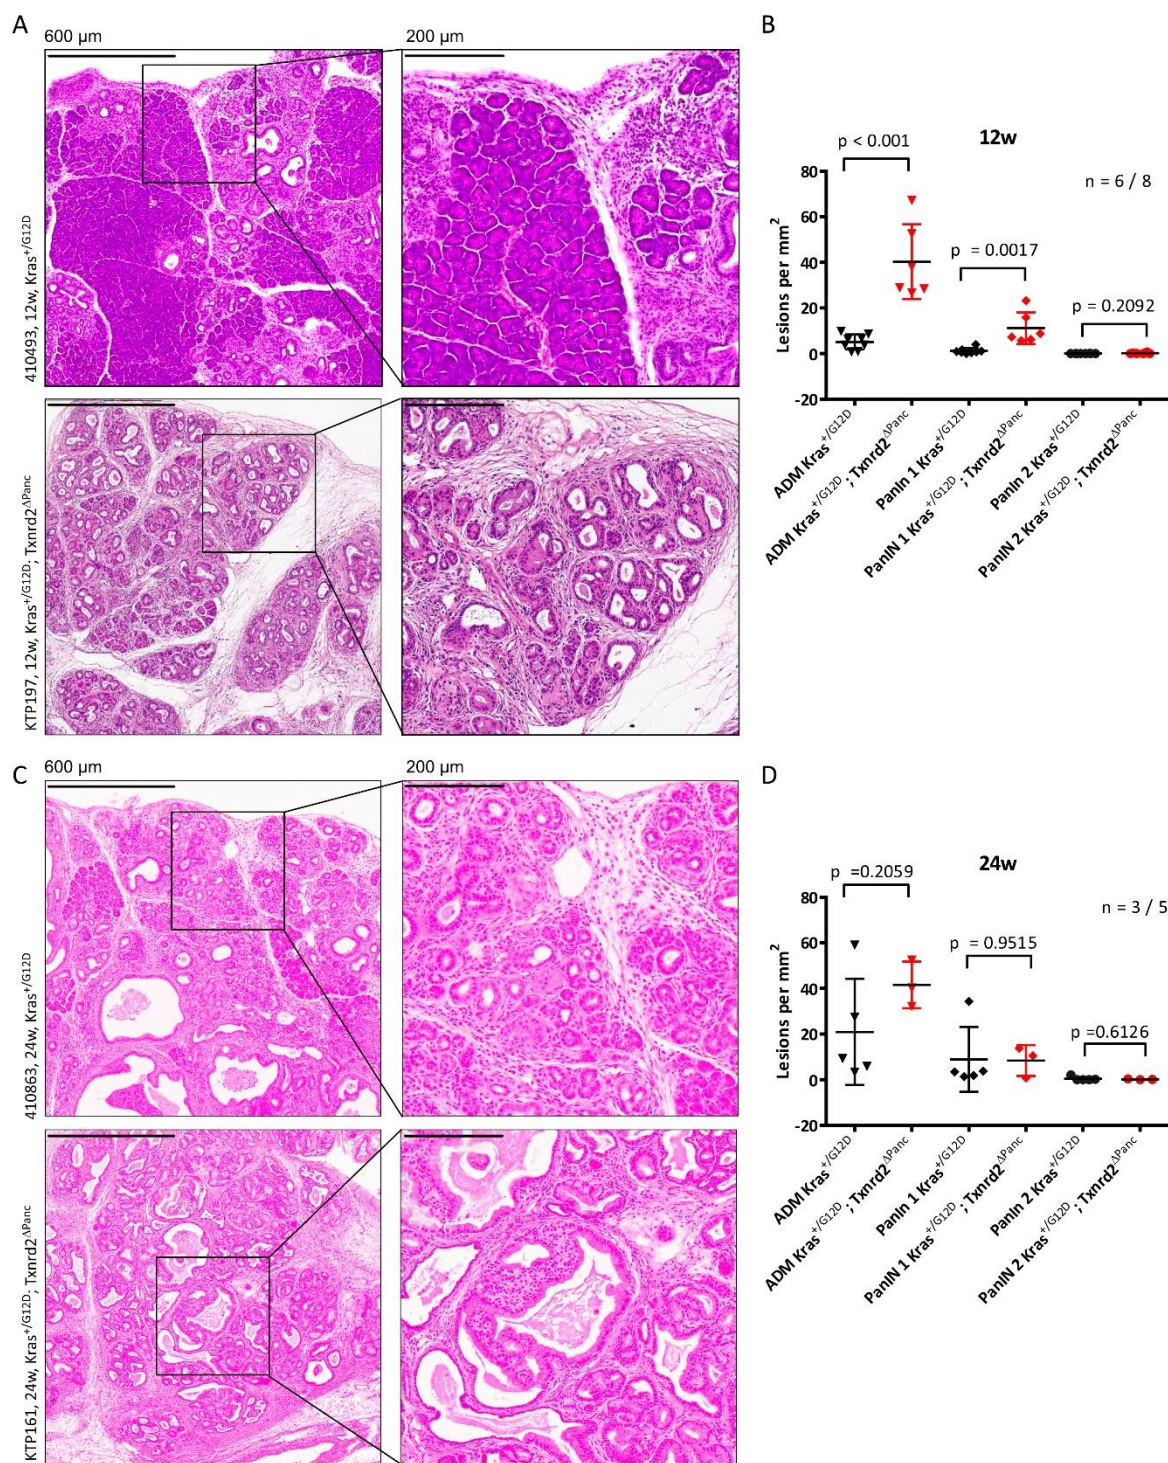 A
600 µm
200 µm
410493, 12w, Kras+/G12D
KTP197, 12w, Kras+/G12D; Txnrd2ΔPanc
B
12w
p < 0.001
n = 6 / 8
p = 0.0017
p = 0.2092
Lesions per mm2
80
60
40
20
0
-20
ADM Kras+/G12D
ADM Kras+/G12D ; Txnrd2ΔPanc
PanIn 1 Kras+/G12D
PanIN 1 Kras+/G12D ; Txnrd2ΔPanc
PanIn 2 Kras+/G12D
PanIN 2 Kras+/G12D ; Txnrd2ΔPanc
C
600 µm
200 µm
410863, 24w, Kras+/G12D
KTP161, 24w, Kras+/G12D; Txnrd2ΔPanc
D
24w
p =0.2059
n = 3 / 5
p = 0.9515
p =0.6126
Lesions per mm2
80
60
40
20
0
-20
ADM Kras+/G12D
ADM Kras+/G12D ; Txnrd2ΔPanc
PanIn 1 Kras+/G12D
PanIN 1 Kras+/G12D ; Txnrd2ΔPanc
PanIn 2 Kras+/G12D
PanIN 2 Kras+/G12D ; Txnrd2ΔPanc